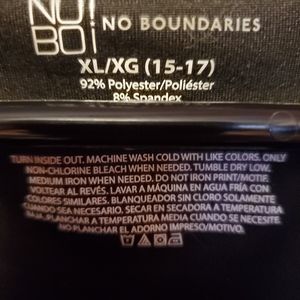 NO!
BO!
NO BOUNDARIES
XL/XG (15-17)
92% Polyester/Poliéster
8% Spandex
TURN INSIDE OUT. MACHINE WASH COLD WITH LIKE COLORS. ONLY
NON-CHLORINE BLEACH WHEN NEEDED. TUMBLE DRY LOW.
MEDIUM IRON WHEN NEEDED. DO NOT IRON PRINT/MOTIF.
VOLTEAR AL REVÉS. LAVAR A MÁQUINA EN AGUA FRÍA CON
COLORES SIMILARES. BLANQUEADOR SIN CLORO SOLAMENTE
CUANDO SEA NECESARIO. SECAR EN SECADORA A TEMPERATURA
BAJA. PLANCHAR A TEMPERATURA MEDIA CUANDO SE NECESITE.
NO PLANCHAR EL ADORNO IMPRESO/MOTIVO.